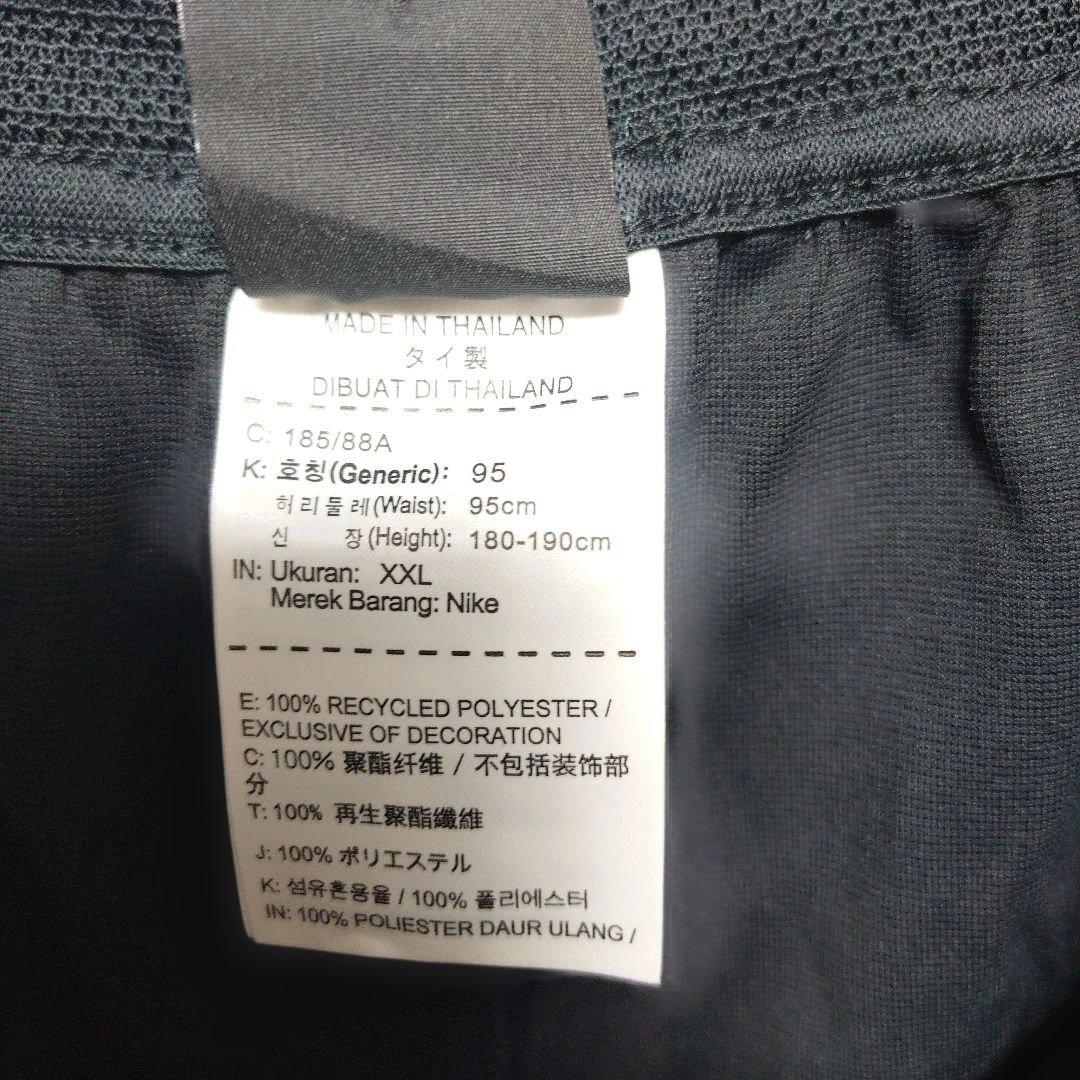 MADE IN THAILAND
タイ製
DIBUAT DI THAILAND
C: 185/88A
K: 호칭(Generic): 95
허리둘레(Waist): 95cm
신 장(Height): 180-190cm
IN: Ukuran: XXL
Merek Barang: Nike
E: 100% RECYCLED POLYESTER /
EXCLUSIVE OF DECORATION
C: 100% 聚酯纤维 / 不包括装饰部
分
T: 100% 再生聚酯纖維
J: 100% ポリエステル
K: 섬유혼용율 / 100% 폴리에스터
IN: 100% POLIESTER DAUR ULANG /